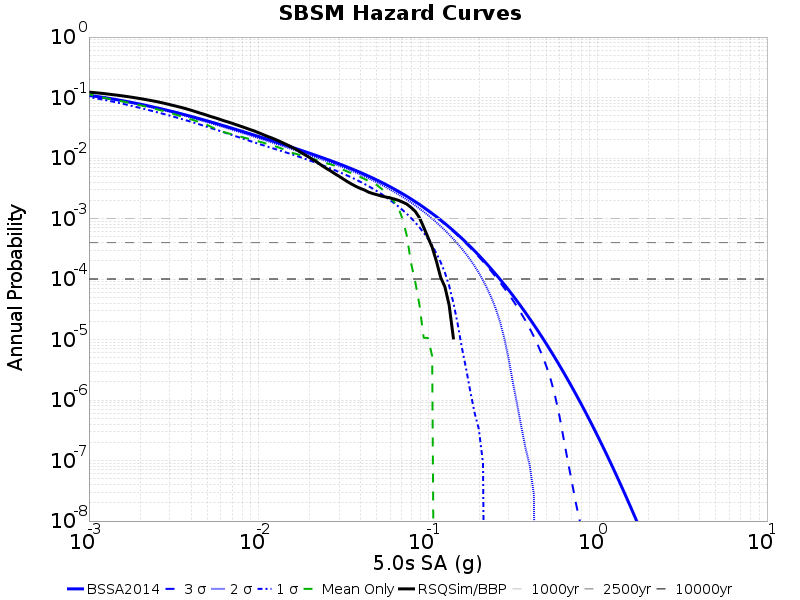 SBSM Hazard Curves
10^0
10^-1
10^-2
10^-3
10^-4
10^-5
10^-6
10^-7
10^-8
Annual Probability
10^-3 10^-2 10^-1 10^0 10^1
5.0s SA (g)
BSSA2014 3 σ 2 σ 1 σ Mean Only RSQSim/BBP 1000yr 2500yr 10000yr